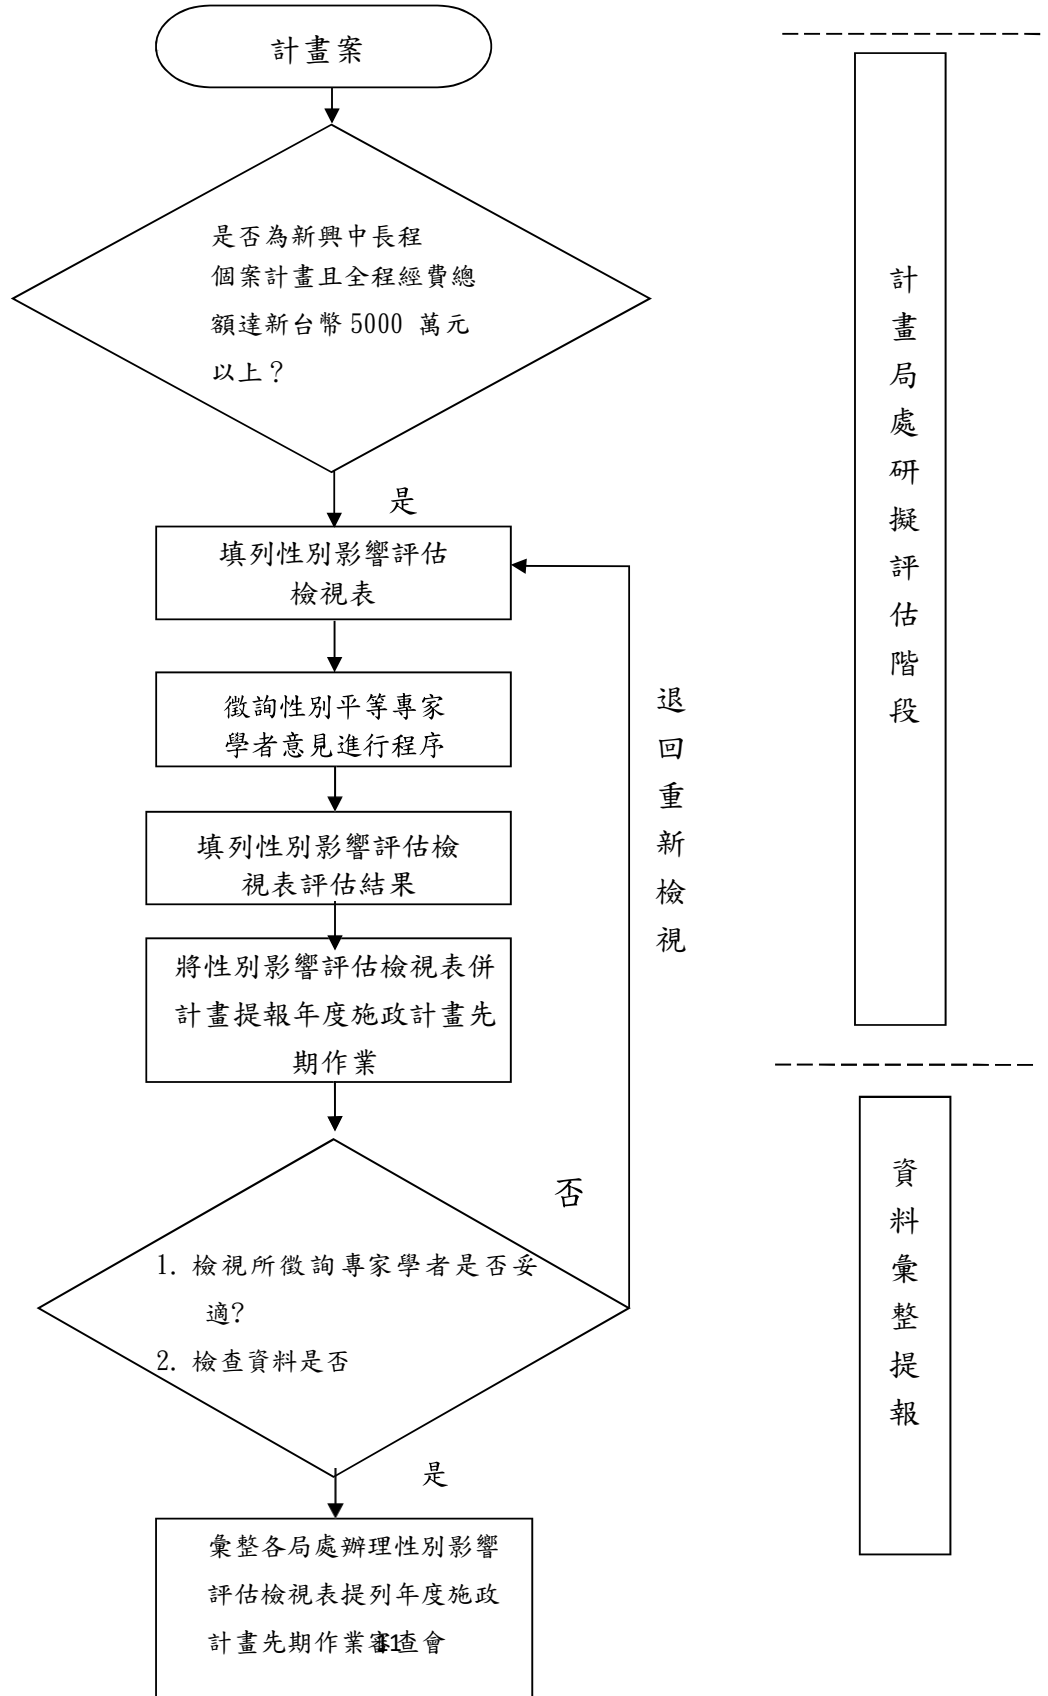 計畫案
是否為新興中長程
個案計畫且全程經費總
額達新台幣 5000 萬元
以上？
是
填列性別影響評估
檢視表
徵詢性別平等專家
學者意見進行程序
填列性別影響評估檢
視表評估結果
將性別影響評估檢視表併
計畫提報年度施政計畫先
期作業
否
1. 檢視所徵詢專家學者是否妥
適?
2. 檢查資料是否
是
彙整各局處辦理性別影響
評估檢視表提列年度施政
計畫先期作業審查會
11
退回重新檢視
計畫局處研擬評估階段
資料彙整提報